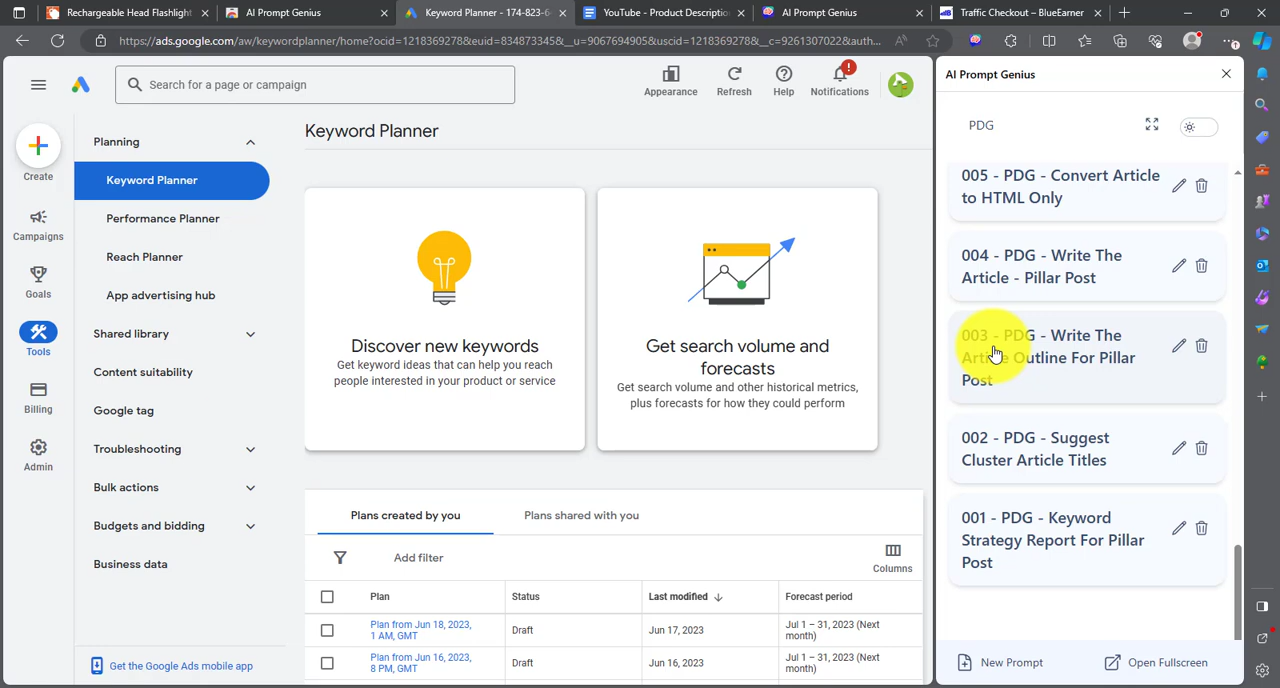 Rechargeable Head Flashlight
AI Prompt Genius
Keyword Planner - 174-823-6
YouTube - Product Descriptio
AI Prompt Genius
Traffic Checkout – BlueEarner
https://ads.google.com/aw/keywordplanner/home?ocid=1218369278&euid=834873345&__u=9067694905&uscid=1218369278&__c=9261307022&auth...
Search for a page or campaign
Appearance
Refresh
Help
Notifications
AI Prompt Genius
PDG
Create
Campaigns
Goals
Tools
Billing
Admin
Planning
Keyword Planner
Performance Planner
Reach Planner
App advertising hub
Shared library
Content suitability
Google tag
Troubleshooting
Bulk actions
Budgets and bidding
Business data
Get the Google Ads mobile app
Keyword Planner
Discover new keywords
Get keyword ideas that can help you reach
people interested in your product or service
Get search volume and
forecasts
Get search volume and other historical metrics,
plus forecasts for how they could perform
Plans created by you
Plans shared with you
Add filter
Columns
Plan
Status
Last modified
Forecast period
Plan from Jun 18, 2023,
1 AM, GMT
Draft
Jun 17, 2023
Jul 1 – 31, 2023 (Next
month)
Plan from Jun 16, 2023,
8 PM, GMT
Draft
Jun 16, 2023
Jul 1 – 31, 2023 (Next
month)
005 - PDG - Convert Article
to HTML Only
004 - PDG - Write The
Article - Pillar Post
003 - PDG - Write The
Article Outline For Pillar
Post
002 - PDG - Suggest
Cluster Article Titles
001 - PDG - Keyword
Strategy Report For Pillar
Post
New Prompt
Open Fullscreen